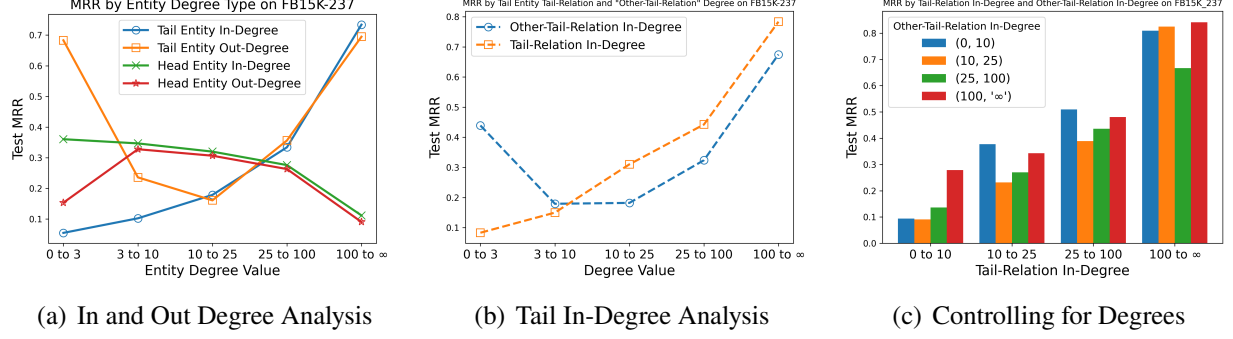 MRR by Entity Degree Type on FB15K-237
Test MRR
0.7
0.6
0.5
0.4
0.3
0.2
0.1
Tail Entity In-Degree
Tail Entity Out-Degree
Head Entity In-Degree
Head Entity Out-Degree
0 to 3 3 to 10 10 to 25 25 to 100 100 to ∞
Entity Degree Value
(a) In and Out Degree Analysis
MRR by Tail Entity Tail-Relation and "Other-Tail-Relation" Degree on FB15K-237
Test MRR
0.8
0.7
0.6
0.5
0.4
0.3
0.2
0.1
Other-Tail-Relation In-Degree
Tail-Relation In-Degree
0 to 3 3 to 10 10 to 25 25 to 100 100 to ∞
Degree Value
(b) Tail In-Degree Analysis
MRR by Tail-Relation In-Degree and Other-Relation In-Degree on FB15K_237
Test MRR
0.8
0.7
0.6
0.5
0.4
0.3
0.2
0.1
0.0
Other-Tail-Relation In-Degree
(0, 10)
(10, 25)
(25, 100)
(100, '∞')
0 to 10 10 to 25 25 to 100 100 to ∞
Tail-Relation In-Degree
(c) Controlling for Degrees